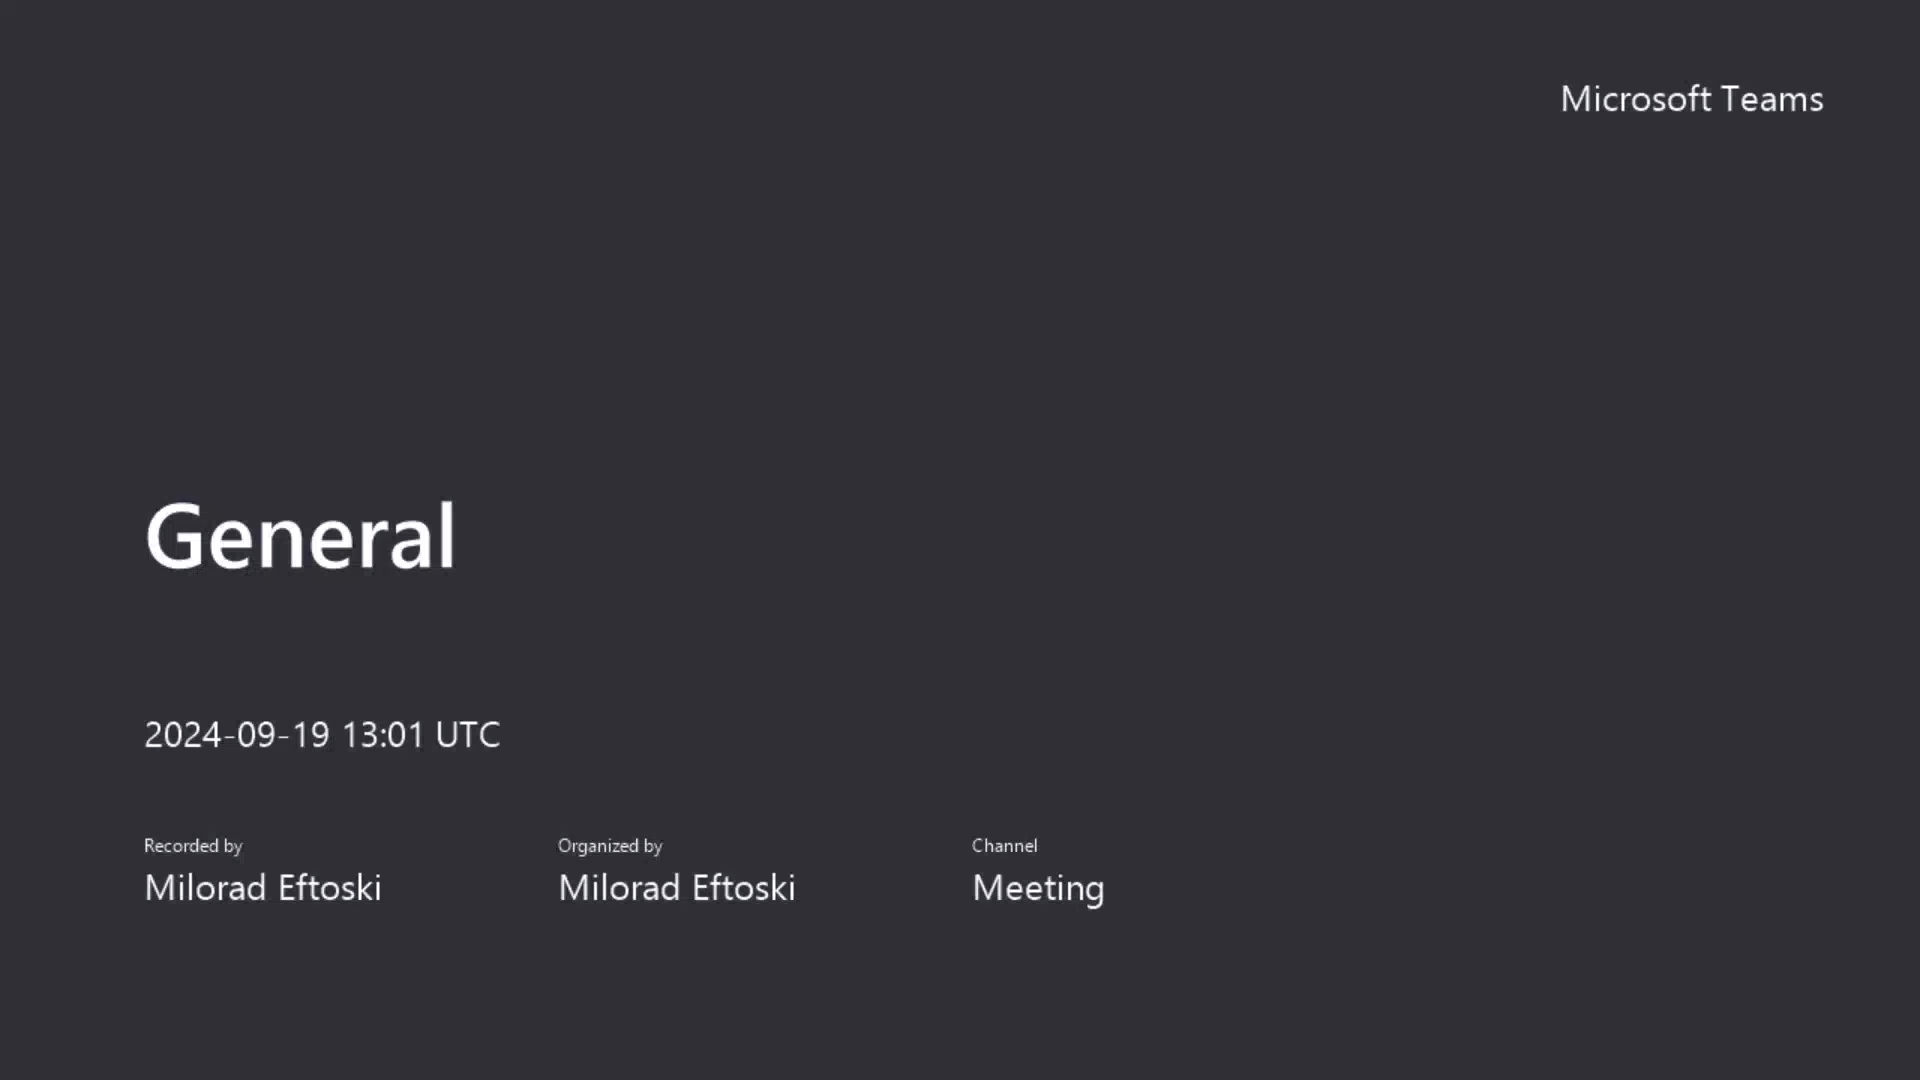 Microsoft Teams
General
2024-09-19 13:01 UTC
Recorded by
Milorad Eftoski
Organized by
Milorad Eftoski
Channel
Meeting